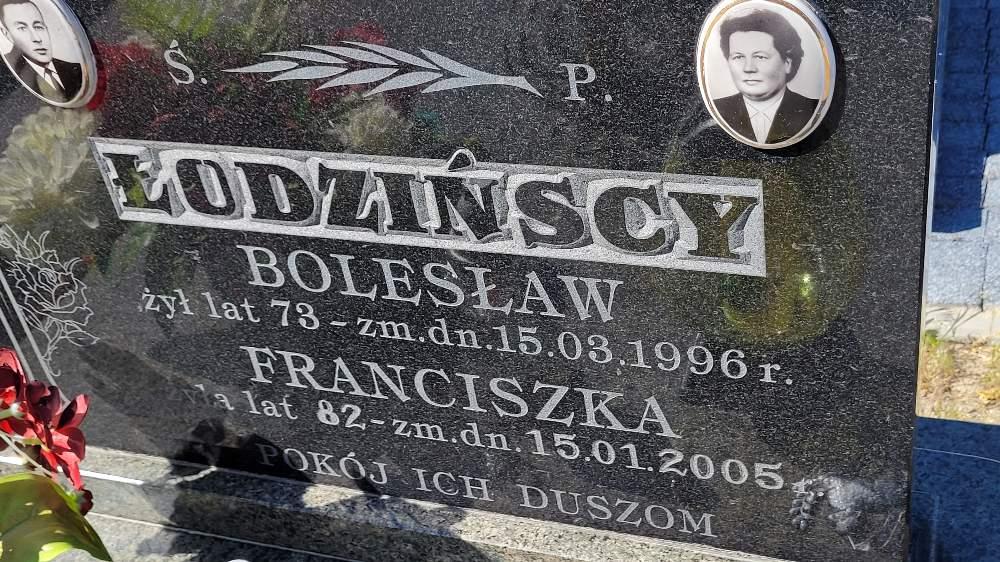 Ś. P.
ŁODZIŃSCY
BOLESŁAW
żył lat 73 - zm.dn.15.03.1996 r.
FRANCISZKA
lat 82 - zm.dn.15.01.2005
POKÓJ ICH DUSZOM